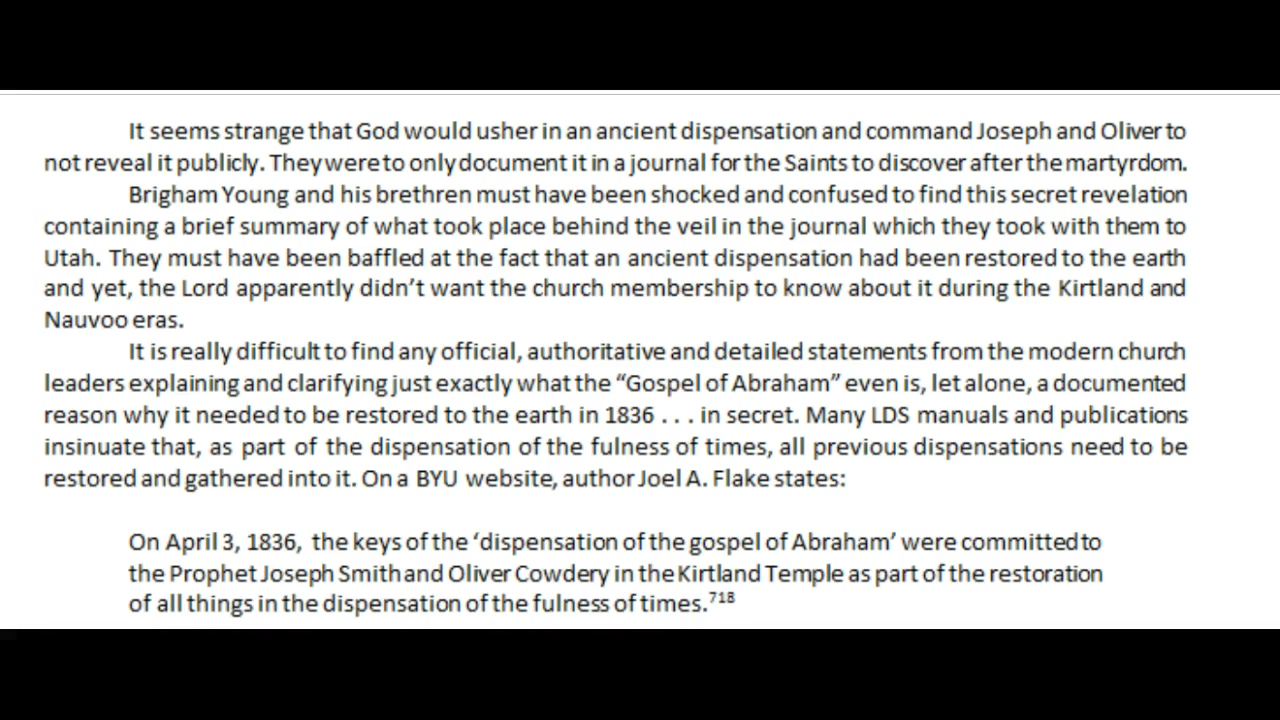 It seems strange that God would usher in an ancient dispensation and command Joseph and Oliver to
not reveal it publicly. They were to only document it in a journal for the Saints to discover after the martyrdom.
Brigham Young and his brethren must have been shocked and confused to find this secret revelation
containing a brief summary of what took place behind the veil in the journal which they took with them to
Utah. They must have been baffled at the fact that an ancient dispensation had been restored to the earth
and yet, the Lord apparently didn’t want the church membership to know about it during the Kirtland and
Nauvoo eras.
It is really difficult to find any official, authoritative and detailed statements from the modern church
leaders explaining and clarifying just exactly what the “Gospel of Abraham” even is, let alone, a documented
reason why it needed to be restored to the earth in 1836 . . . in secret. Many LDS manuals and publications
insinuate that, as part of the dispensation of the fulness of times, all previous dispensations need to be
restored and gathered into it. On a BYU website, author Joel A. Flake states:
On April 3, 1836, the keys of the ‘dispensation of the gospel of Abraham’ were committed to
the Prophet Joseph Smith and Oliver Cowdery in the Kirtland Temple as part of the restoration
of all things in the dispensation of the fulness of times.⁷¹⁸